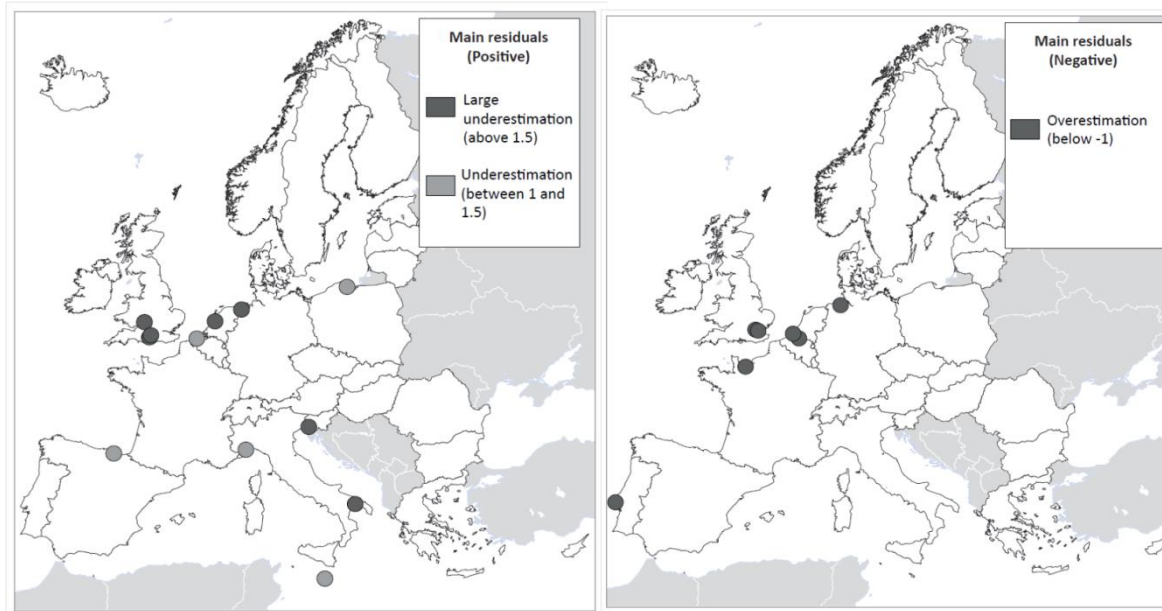 Main residuals
(Positive)
Large
underestimation
(above 1.5)
Underestimation
(between 1 and
1.5)
Main residuals
(Negative)
Overestimation
(below -1)